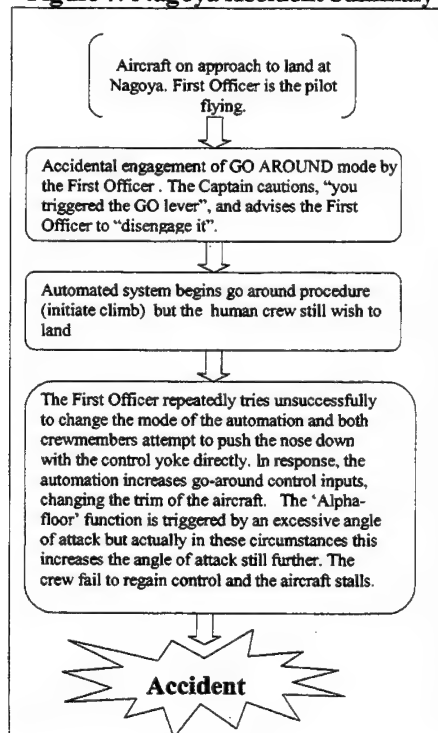 Nagoya Accident Summary
Aircraft on approach to land at
Nagoya. First Officer is the pilot
flying.
Accidental engagement of GO AROUND mode by
the First Officer . The Captain cautions, “you
triggered the GO lever”, and advises the First
Officer to “disengage it”.
Automated system begins go around procedure
(initiate climb) but the human crew still wish to
land
The First Officer repeatedly tries unsuccessfully
to change the mode of the automation and both
crewmembers attempt to push the nose down
with the control yoke directly. In response, the
automation increases go-around control inputs,
changing the trim of the aircraft. The ‘Alpha-
floor’ function is triggered by an excessive angle
of attack but actually in these circumstances this
increases the angle of attack still further. The
crew fail to regain control and the aircraft stalls.
Accident